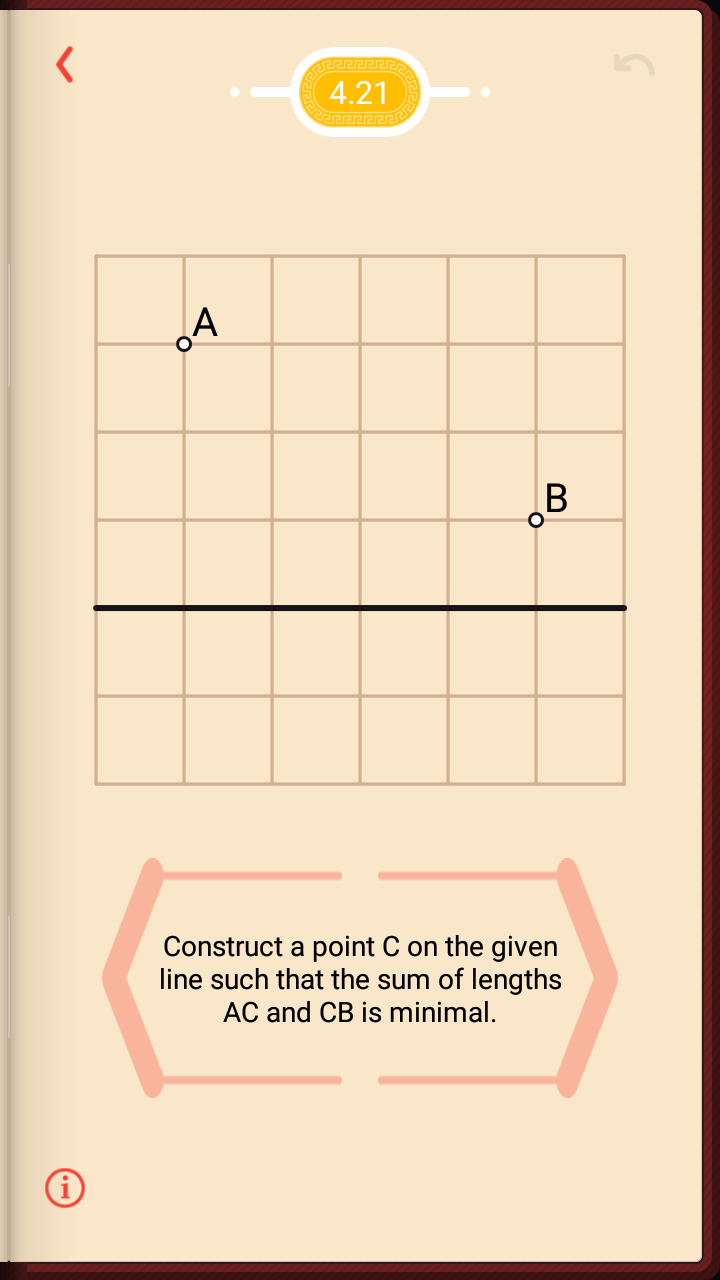 4.21
A
B
Construct a point C on the given
line such that the sum of lengths
AC and CB is minimal.
i